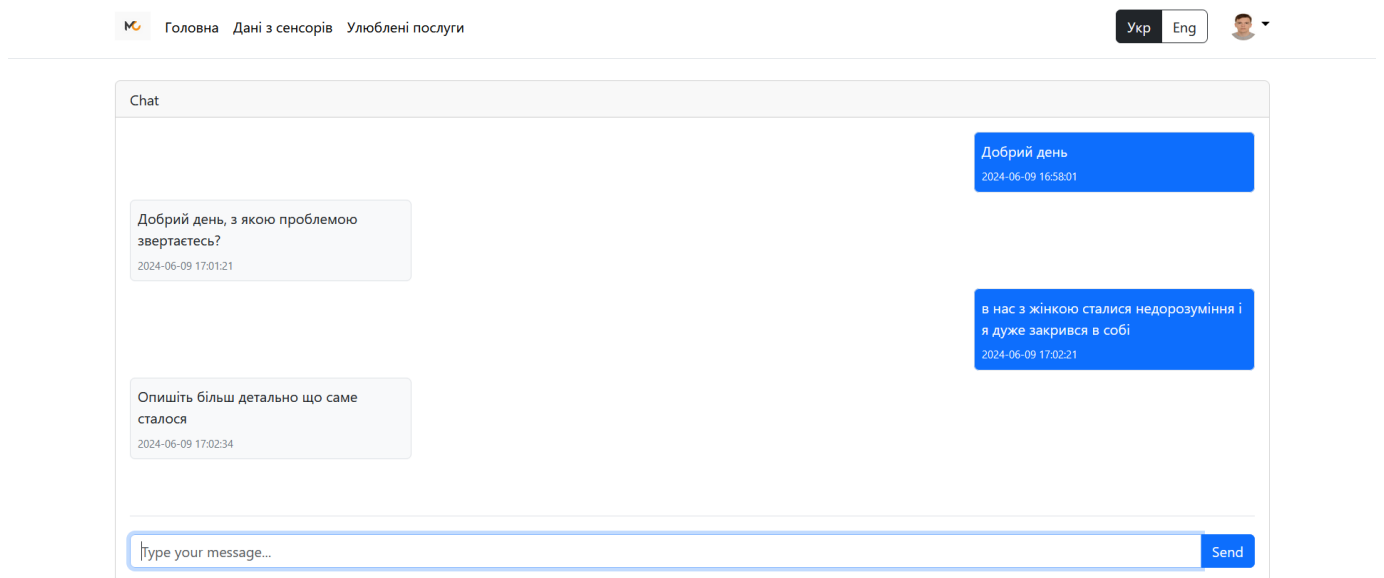 MC Головна Дані з сенсорів Улюблені послуги Укр Eng
Chat
Добрий день
2024-06-09 16:58:01
Добрий день, з якою проблемою
звертаєтесь?
2024-06-09 17:01:21
в нас з жінкою сталися недорозуміння і
я дуже закрився в собі
2024-06-09 17:02:21
Опишіть більш детально що саме
сталося
2024-06-09 17:02:34
Type your message... Send